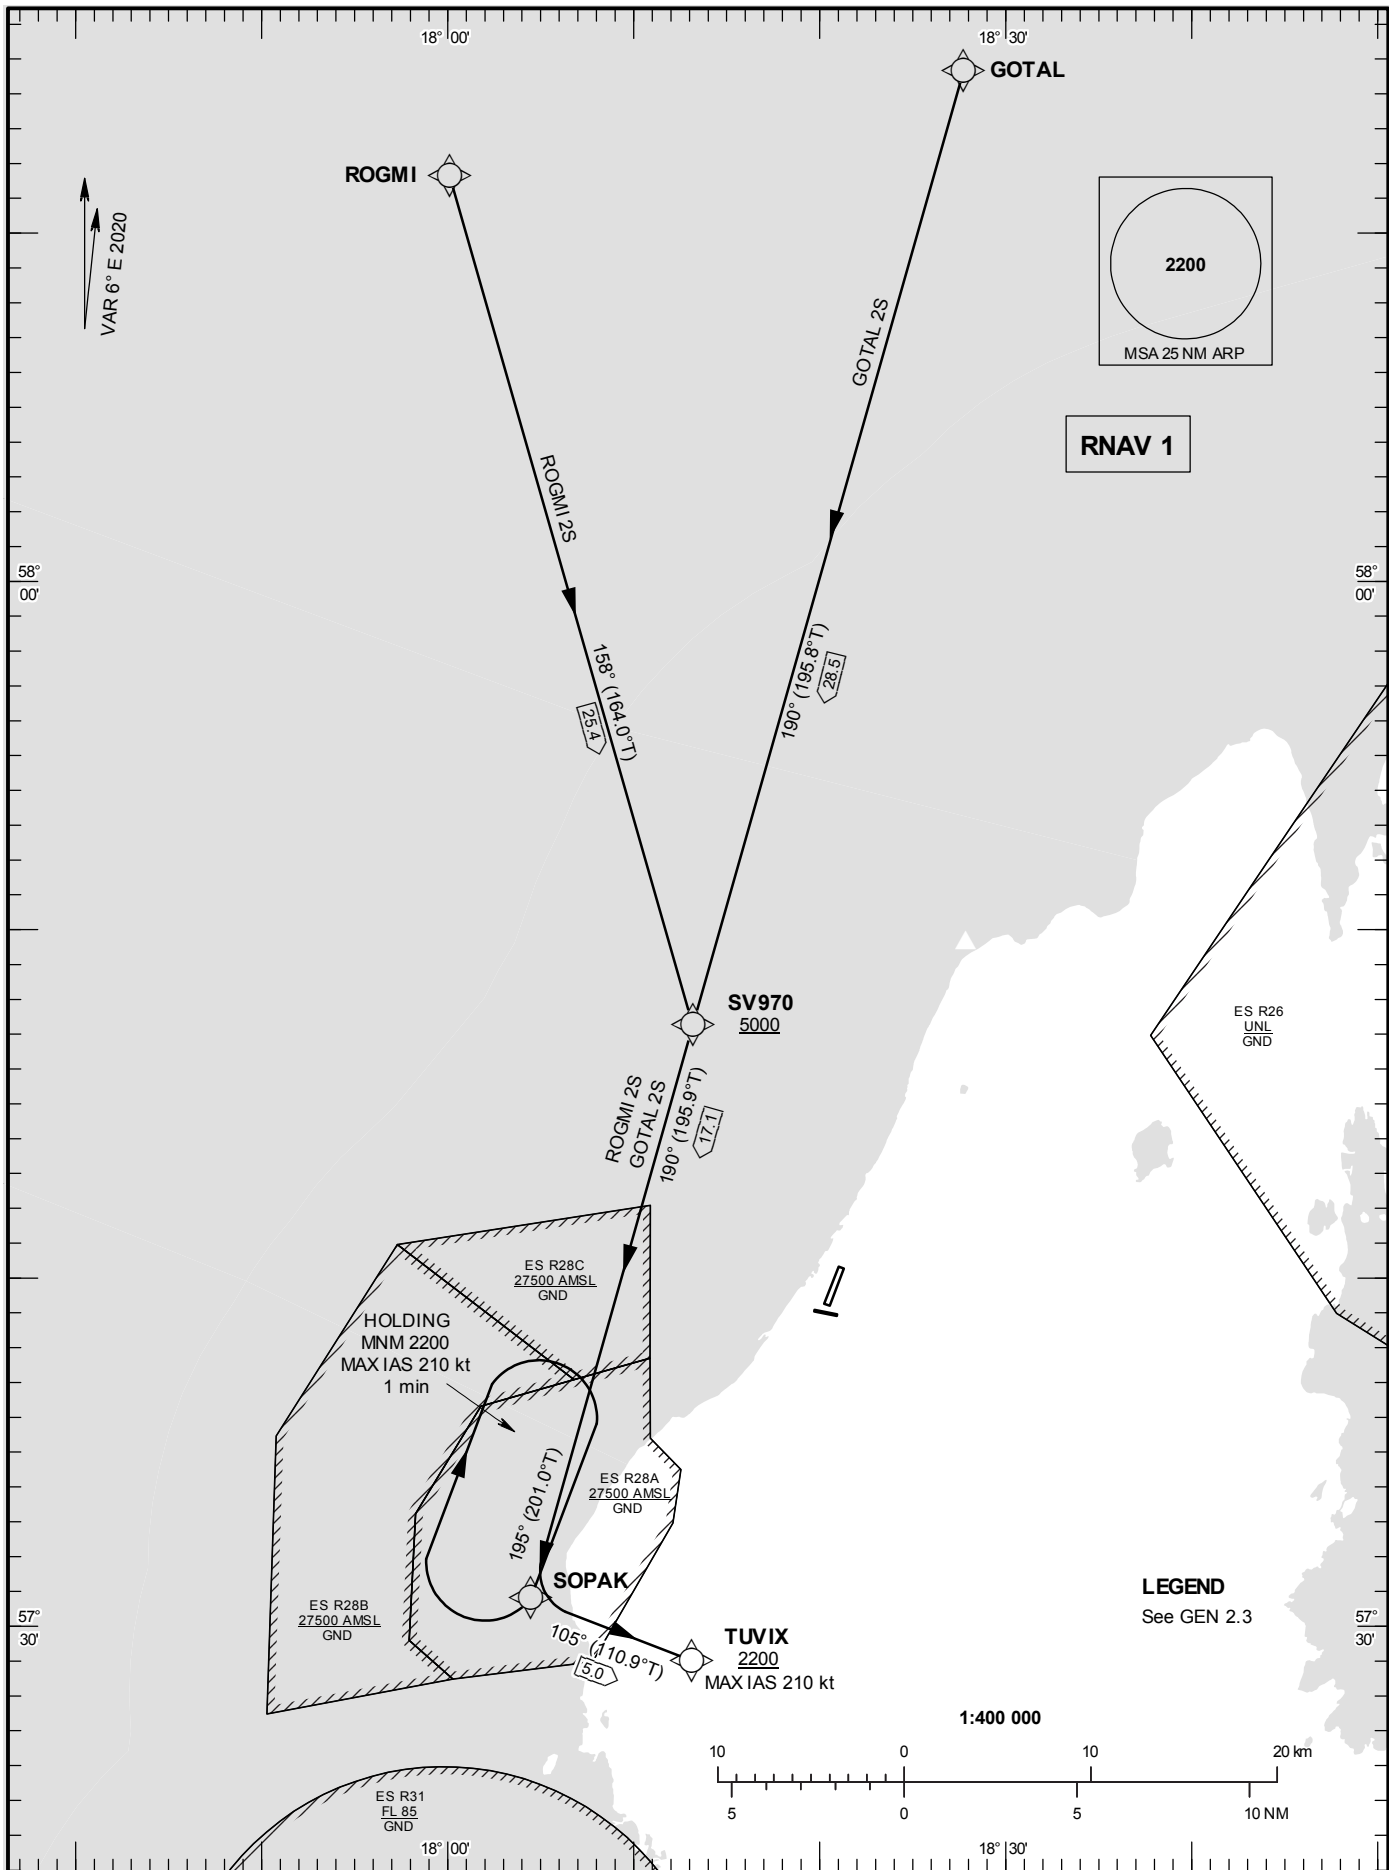 18° 00'
18° 30'
GOTAL
ROGMI
VAR 6° E 2020
2200
MSA 25 NM ARP
GOTAL 2S
RNAV 1
ROGMI 2S
58°
00'
58°
00'
158° (164.0°T)
25.4
190° (195.8°T)
28.5
SV970
5000
ES R26
UNL
GND
ROGMI 2S
GOTAL 2S
190° (195.9°T)
17.1
ES R28C
27500 AMSL
GND
HOLDING
MNM 2200
MAX IAS 210 kt
1 min
195° (201.0°T)
ES R28A
27500 AMSL
GND
SOPAK
ES R28B
27500 AMSL
GND
LEGEND
See GEN 2.3
57°
30'
57°
30'
105° (110.9°T)
5.0
TUVIX
2200
MAX IAS 210 kt
1:400 000
10 0 10 20 km
5 0 5 10 NM
ES R31
FL 85
GND
18° 00'
18° 30'